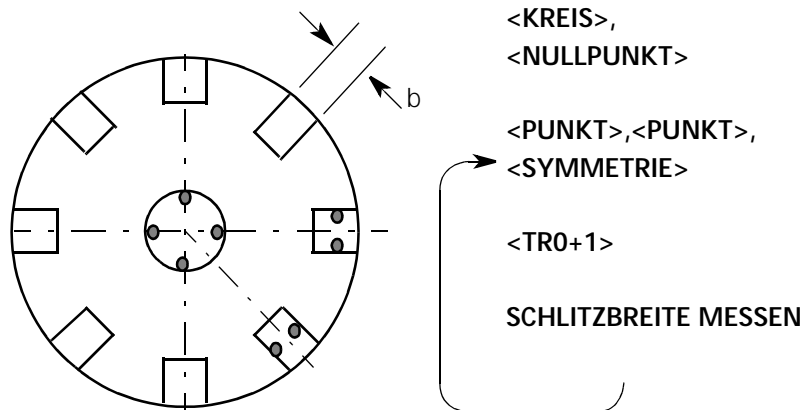 b
<KREIS>,
<NULLPUNKT>
<PUNKT>,<PUNKT>,
<SYMMETRIE>
<TR0+1>
SCHLITZBREITE MESSEN